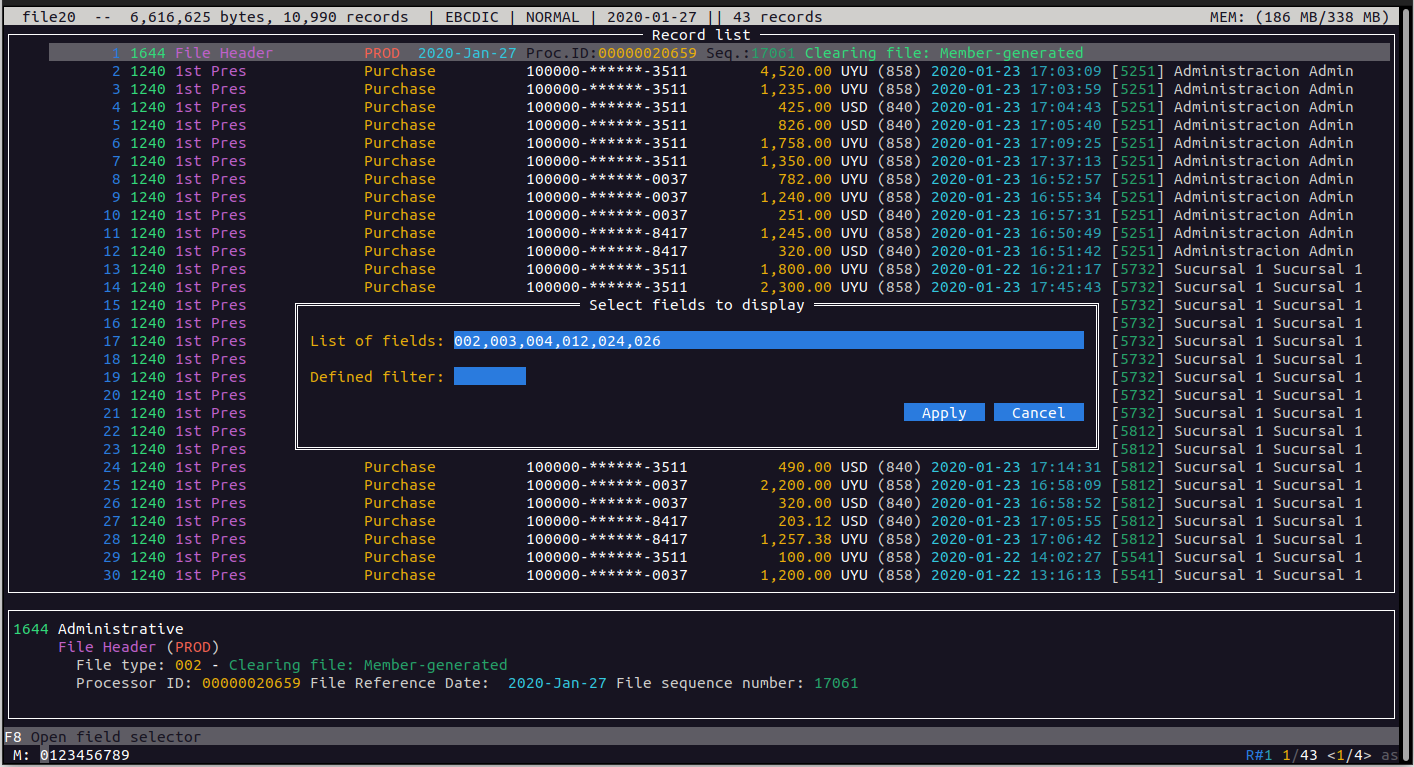 file20  --  6,616,625 bytes, 10,990 records  | EBCDIC | NORMAL | 2020-01-27 || 43 records MEM: (186 MB/338 MB)
Record list
1 1644 File Header PROD 2020-Jan-27 Proc.ID:00000020659 Seq.:17061 Clearing file: Member-generated
2 1240 1st Pres Purchase 100000-******-3511 4,520.00 UYU (858) 2020-01-23 17:03:09 [5251] Administracion Admin
3 1240 1st Pres Purchase 100000-******-3511 1,235.00 UYU (858) 2020-01-23 17:03:59 [5251] Administracion Admin
4 1240 1st Pres Purchase 100000-******-3511 425.00 USD (840) 2020-01-23 17:04:43 [5251] Administracion Admin
5 1240 1st Pres Purchase 100000-******-3511 826.00 USD (840) 2020-01-23 17:05:40 [5251] Administracion Admin
6 1240 1st Pres Purchase 100000-******-3511 1,758.00 UYU (858) 2020-01-23 17:09:25 [5251] Administracion Admin
7 1240 1st Pres Purchase 100000-******-3511 1,350.00 UYU (858) 2020-01-23 17:37:13 [5251] Administracion Admin
8 1240 1st Pres Purchase 100000-******-0037 782.00 UYU (858) 2020-01-23 16:52:57 [5251] Administracion Admin
9 1240 1st Pres Purchase 100000-******-0037 1,240.00 UYU (858) 2020-01-23 16:55:34 [5251] Administracion Admin
10 1240 1st Pres Purchase 100000-******-0037 251.00 USD (840) 2020-01-23 16:57:31 [5251] Administracion Admin
11 1240 1st Pres Purchase 100000-******-8417 1,245.00 UYU (858) 2020-01-23 16:50:49 [5251] Administracion Admin
12 1240 1st Pres Purchase 100000-******-8417 320.00 USD (840) 2020-01-23 16:51:42 [5251] Administracion Admin
13 1240 1st Pres Purchase 100000-******-3511 1,800.00 UYU (858) 2020-01-22 16:21:17 [5732] Sucursal 1 Sucursal 1
14 1240 1st Pres Purchase 100000-******-3511 2,300.00 UYU (858) 2020-01-23 17:45:43 [5732] Sucursal 1 Sucursal 1
15 1240 1st Pres Select fields to display [5732] Sucursal 1 Sucursal 1
16 1240 1st Pres [5732] Sucursal 1 Sucursal 1
17 1240 1st Pres List of fields: 002,003,004,012,024,026 [5732] Sucursal 1 Sucursal 1
18 1240 1st Pres [5732] Sucursal 1 Sucursal 1
19 1240 1st Pres Defined filter: [5732] Sucursal 1 Sucursal 1
20 1240 1st Pres [5732] Sucursal 1 Sucursal 1
21 1240 1st Pres Apply Cancel [5732] Sucursal 1 Sucursal 1
22 1240 1st Pres [5812] Sucursal 1 Sucursal 1
23 1240 1st Pres [5812] Sucursal 1 Sucursal 1
24 1240 1st Pres Purchase 100000-******-3511 490.00 USD (840) 2020-01-23 17:14:31 [5812] Sucursal 1 Sucursal 1
25 1240 1st Pres Purchase 100000-******-0037 2,200.00 UYU (858) 2020-01-23 16:58:09 [5812] Sucursal 1 Sucursal 1
26 1240 1st Pres Purchase 100000-******-0037 320.00 USD (840) 2020-01-23 16:58:52 [5812] Sucursal 1 Sucursal 1
27 1240 1st Pres Purchase 100000-******-8417 203.12 USD (840) 2020-01-23 17:05:55 [5812] Sucursal 1 Sucursal 1
28 1240 1st Pres Purchase 100000-******-8417 1,257.38 UYU (858) 2020-01-23 17:06:42 [5812] Sucursal 1 Sucursal 1
29 1240 1st Pres Purchase 100000-******-3511 100.00 UYU (858) 2020-01-22 14:02:27 [5541] Sucursal 1 Sucursal 1
30 1240 1st Pres Purchase 100000-******-0037 1,200.00 UYU (858) 2020-01-22 13:16:13 [5541] Sucursal 1 Sucursal 1
1644 Administrative
File Header (PROD)
File type: 002 - Clearing file: Member-generated
Processor ID: 00000020659 File Reference Date:  2020-Jan-27 File sequence number: 17061
F8 Open field selector
M: 0123456789 R#1 1/43 <1/4> as